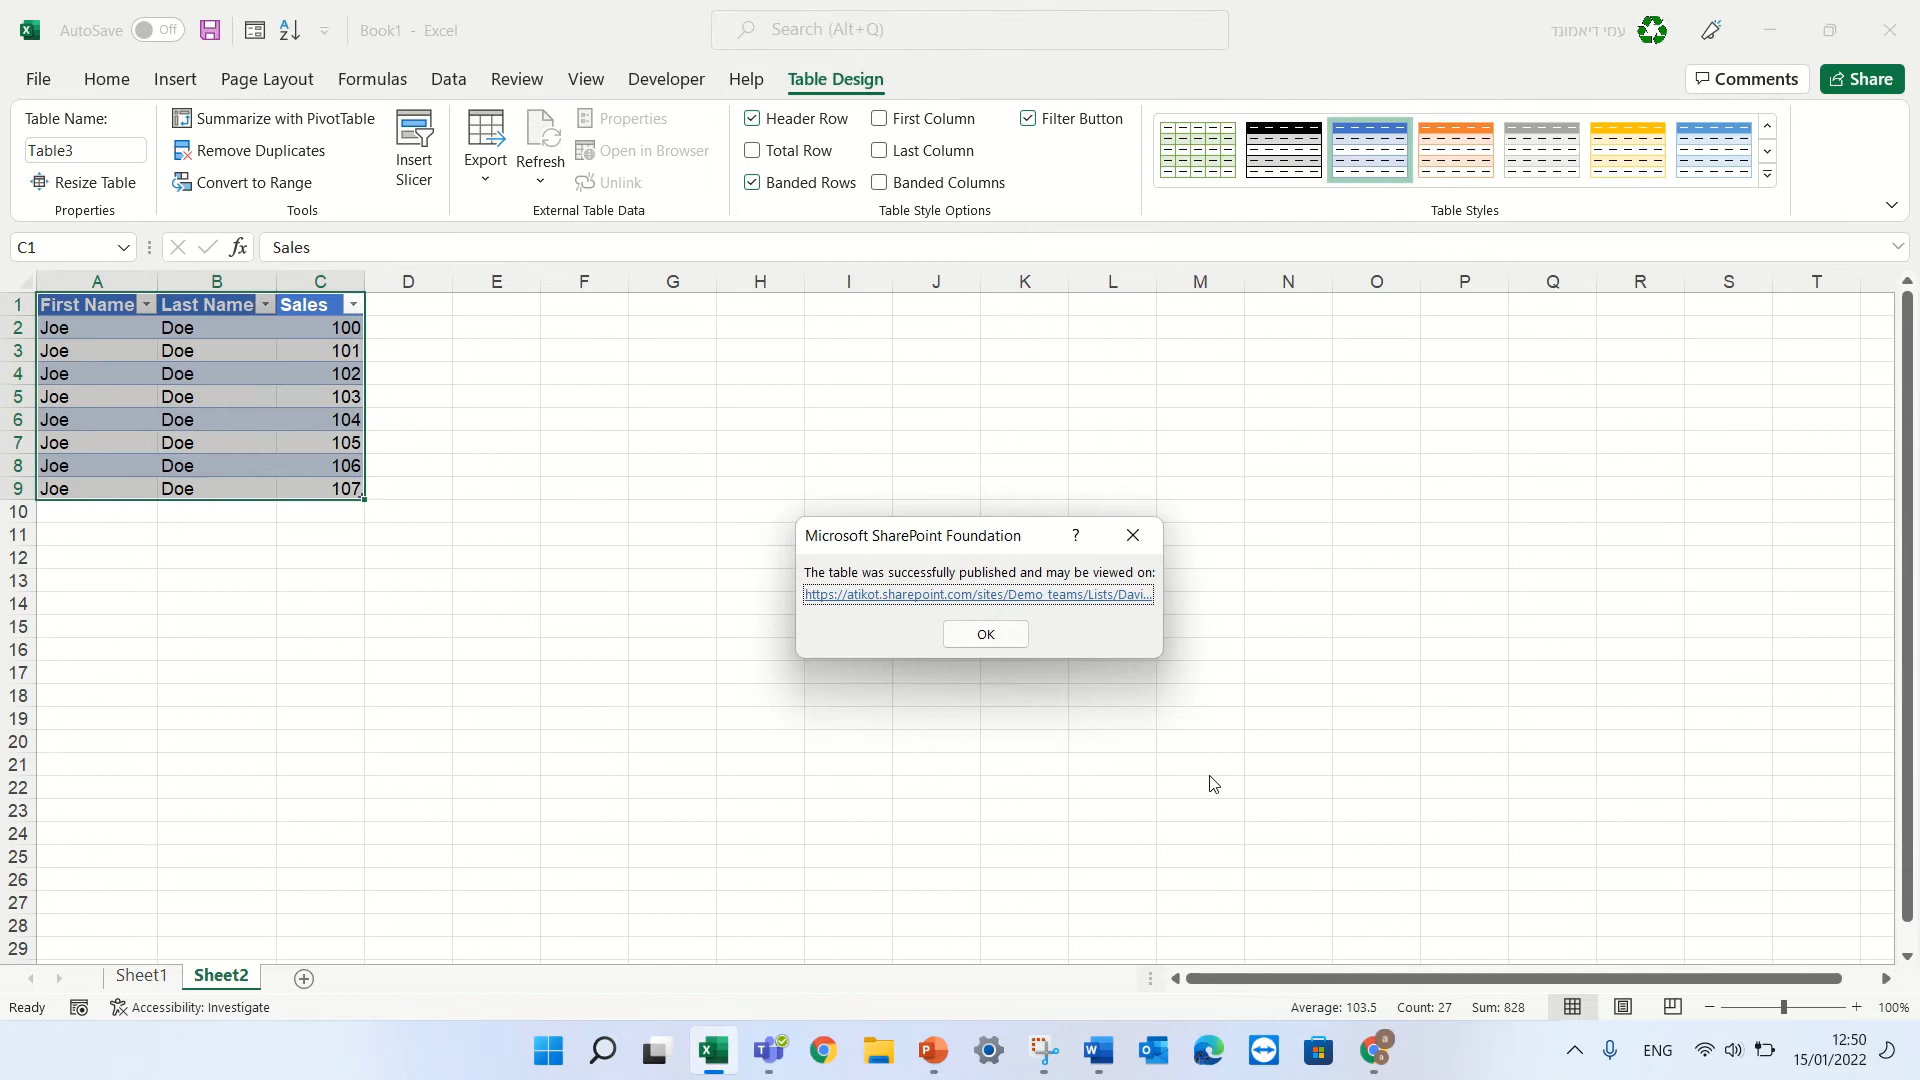 AutoSave Off Book1 - Excel Search (Alt+Q) עמי דיאמונד
File Home Insert Page Layout Formulas Data Review View Developer Help Table Design Comments Share
Table Name:
Table3
Resize Table
Properties
Summarize with PivotTable
Remove Duplicates
Convert to Range
Tools
Insert
Slicer
Export
Refresh
Properties
Open in Browser
Unlink
External Table Data
Header Row First Column Filter Button
Total Row Last Column
Banded Rows Banded Columns
Table Style Options
Table Styles
C1 fx Sales
A B C D E F G H I J K L M N O P Q R S T
1 First Name Last Name Sales
2 Joe Doe 100
3 Joe Doe 101
4 Joe Doe 102
5 Joe Doe 103
6 Joe Doe 104
7 Joe Doe 105
8 Joe Doe 106
9 Joe Doe 107
10
11
12
13
14
15
16
17
18
19
20
21
22
23
24
25
26
27
28
29
Microsoft SharePoint Foundation ?
The table was successfully published and may be viewed on:
https://atikot.sharepoint.com/sites/Demo_teams/Lists/Davi...
OK
Sheet1 Sheet2
Ready Accessibility: Investigate Average: 103.5 Count: 27 Sum: 828 100%
ENG
12:50
15/01/2022